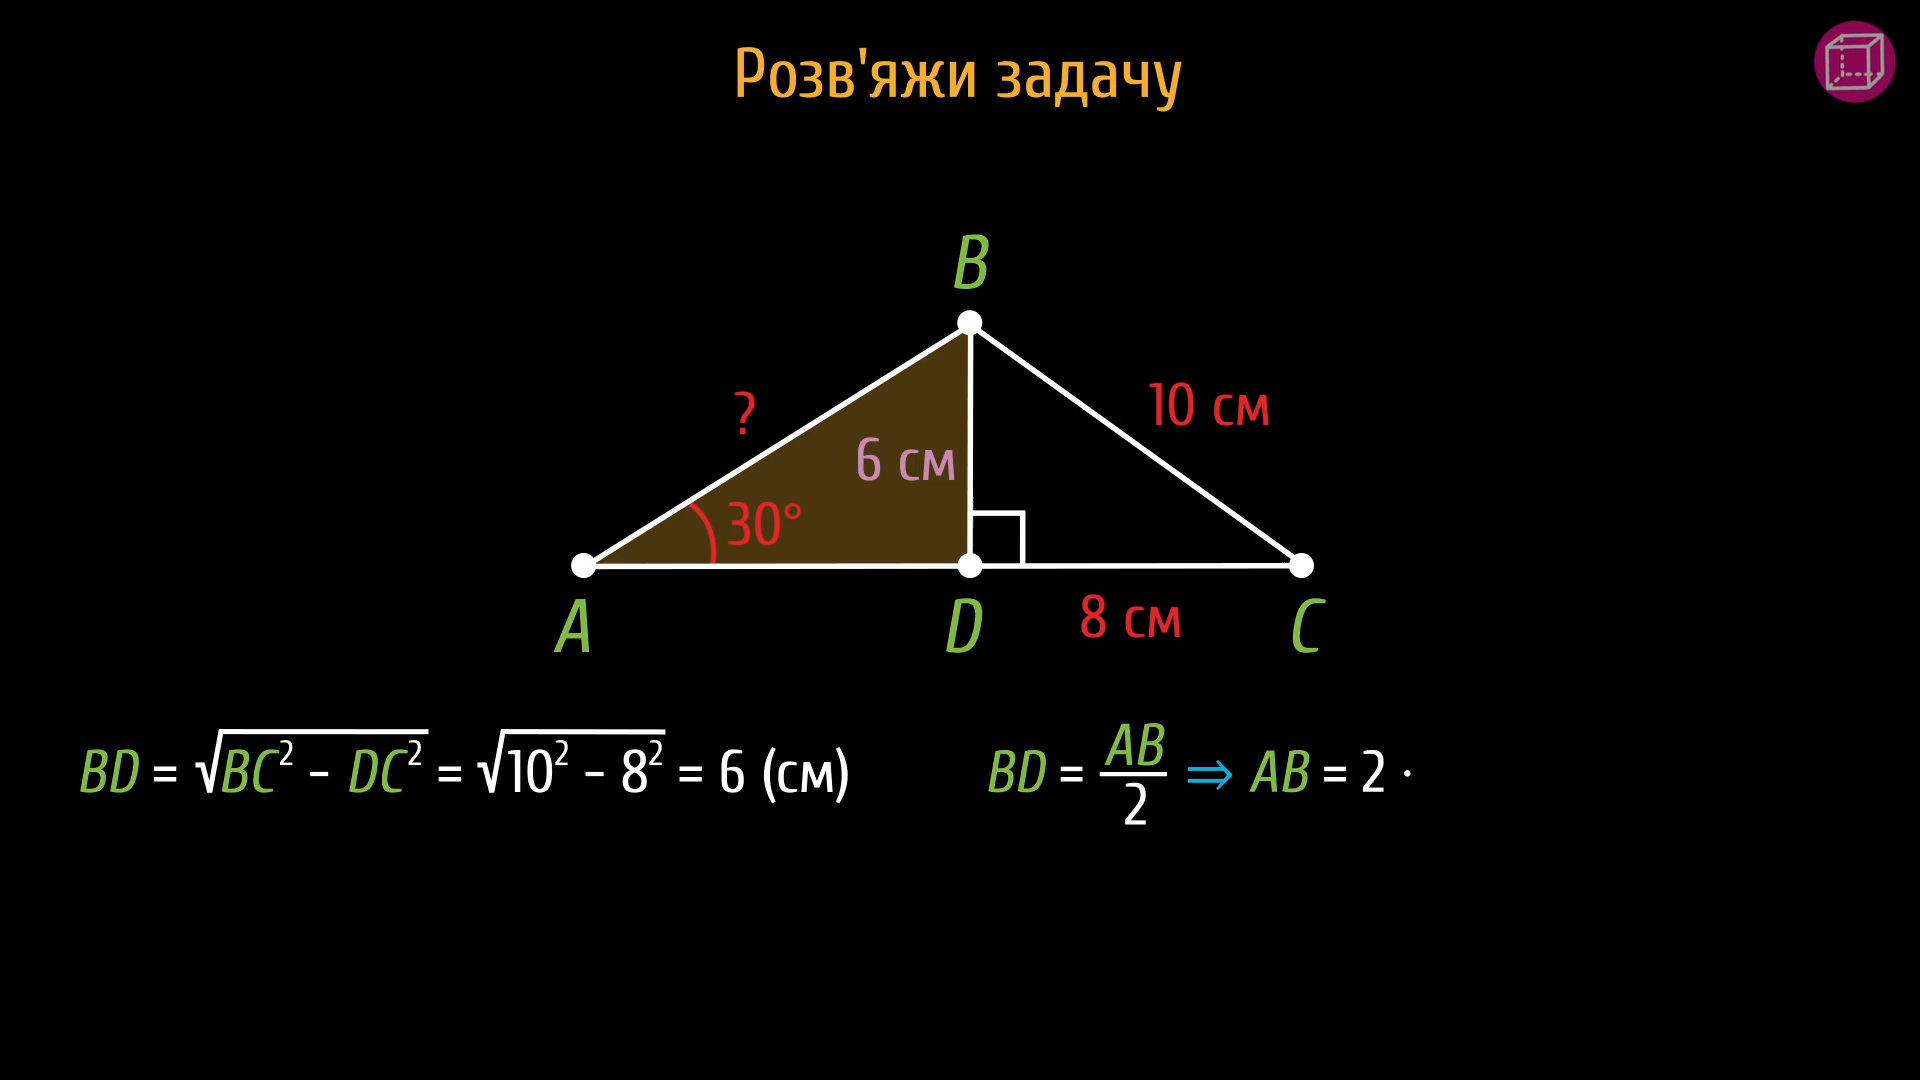 Розв'яжи задачу
B
?
10 см
6 см
30°
A
D
8 см
C
BD = √BC² - DC² = √10² - 8² = 6 (см)
BD = AB/2 ⇒ AB = 2 ·